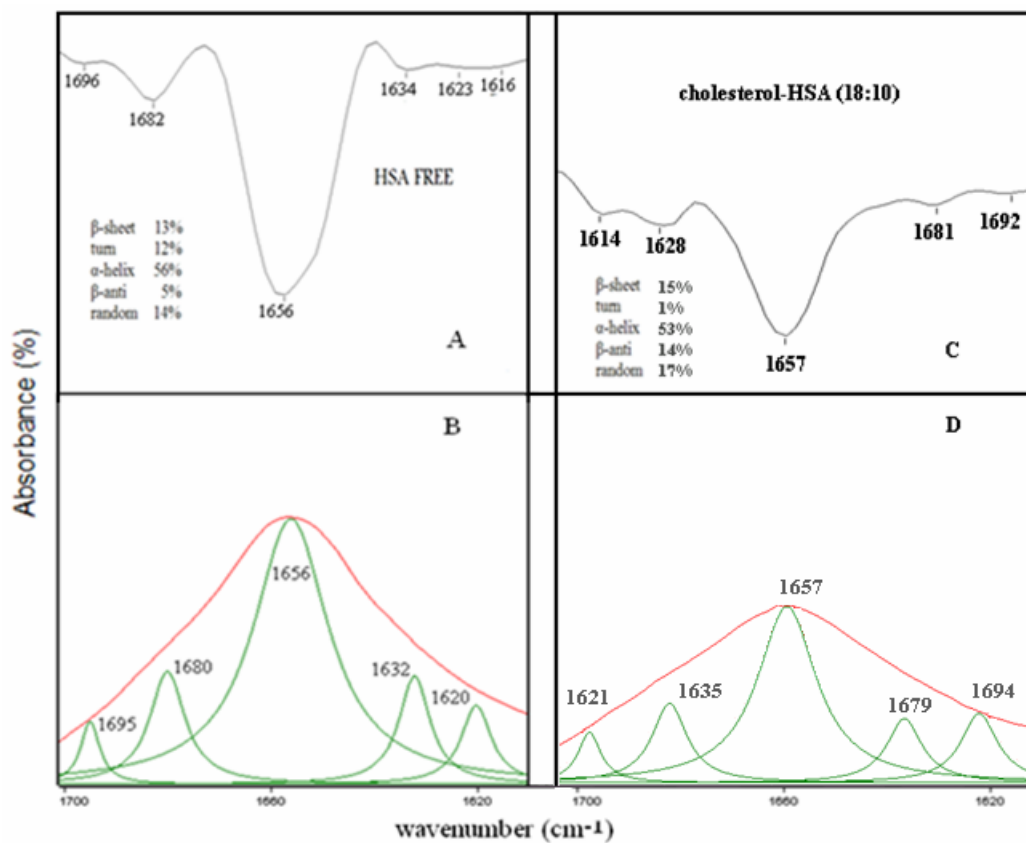 1696
1682
1656
1634
1623
1616
HSA FREE
β-sheet 13%
turn 12%
α-helix 56%
β-anti 5%
random 14%
A
cholesterol-HSA (18:10)
1614
1628
1657
1681
1692
β-sheet 15%
turn 1%
α-helix 53%
β-anti 14%
random 17%
C
Absorbance (%)
B
1695
1680
1656
1632
1620
1700
1660
1620
D
1621
1635
1657
1679
1694
1700
1660
1620
wavenumber (cm-1)